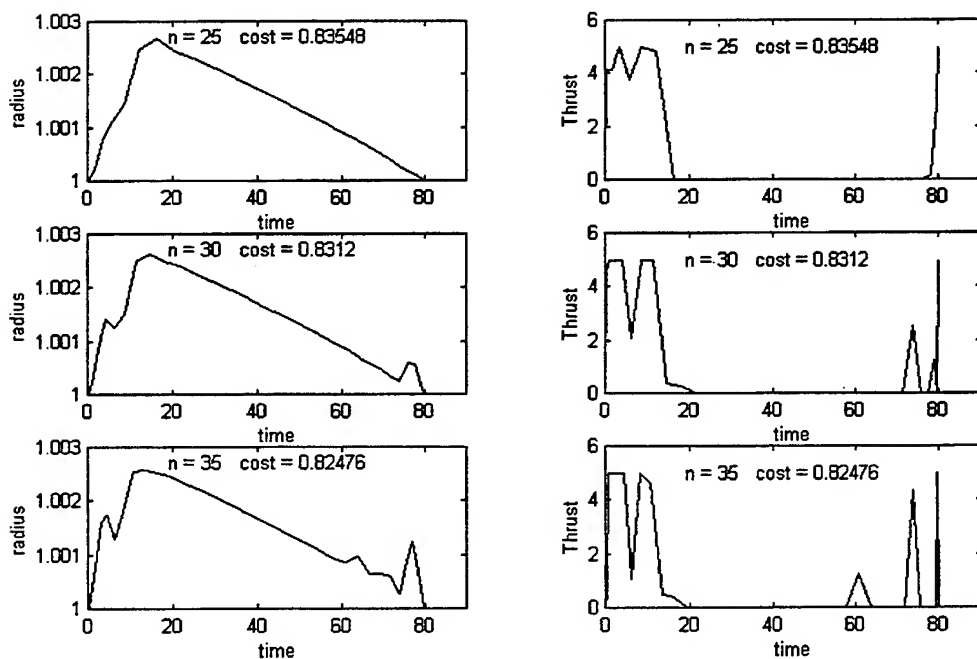 1.003
n = 25 cost = 0.83548
1.002
1.001
1
radius
0 20 40 60 80
time
6
n = 25 cost = 0.83548
4
2
0
Thrust
0 20 40 60 80
time
1.003
n = 30 cost = 0.8312
1.002
1.001
1
radius
0 20 40 60 80
time
6
n = 30 cost = 0.8312
4
2
0
Thrust
0 20 40 60 80
time
1.003
n = 35 cost = 0.82476
1.002
1.001
1
radius
0 20 40 60 80
time
6
n = 35 cost = 0.82476
4
2
0
Thrust
0 20 40 60 80
time